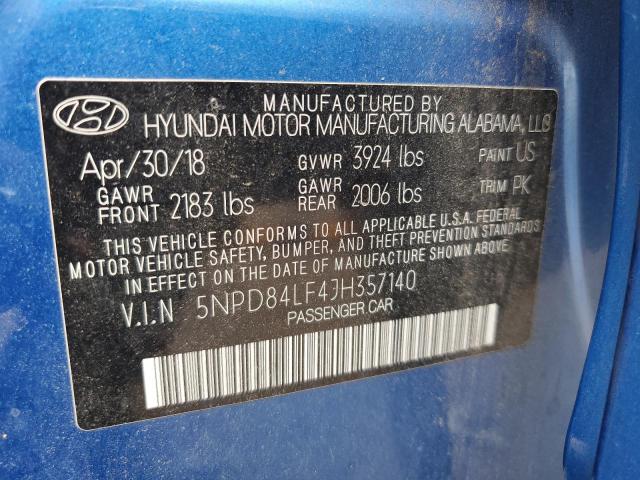 MANUFACTURED BY
HYUNDAI MOTOR MANUFACTURING ALABAMA, LLC
Apr/30/18 GVWR 3924 lbs PAINT US
GAWR FRONT 2183 lbs GAWR REAR 2006 lbs TRIM PK
THIS VEHICLE CONFORMS TO ALL APPLICABLE U.S.A. FEDERAL
MOTOR VEHICLE SAFETY, BUMPER, AND THEFT PREVENTION STANDARDS
IN EFFECT ON THE DATE OF MANUFACTURE SHOWN ABOVE
V.I.N 5NPD84LF4JH357140
PASSENGER CAR